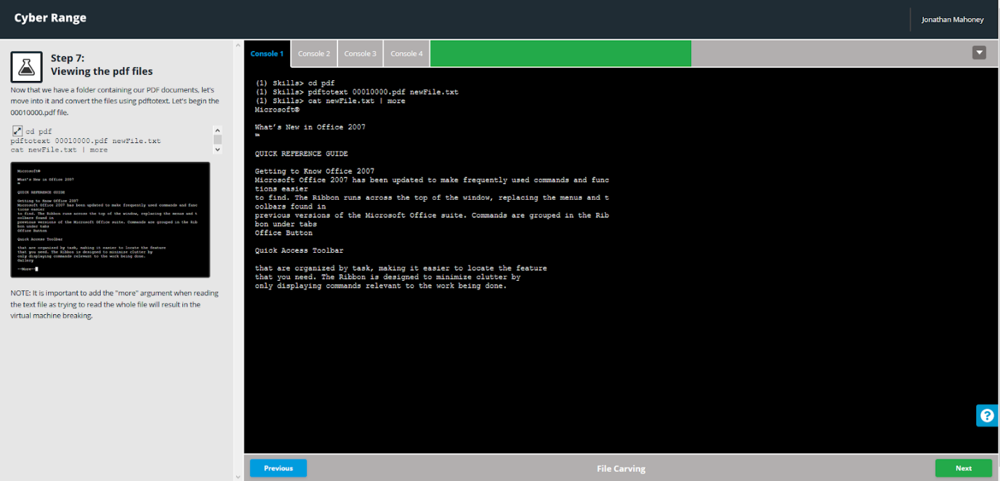 Cyber Range
Jonathan Mahoney
Step 7:
Viewing the pdf files
Now that we have a folder containing our PDF documents, let's
move into it and convert the files using pdftotext. Let's begin the
00010000.pdf file.
cd pdf
pdftotext 00010000.pdf newFile.txt
cat newFile.txt | more
Microsoft®
What's New in Office 2007
™
QUICK REFERENCE GUIDE
Getting to Know Office 2007
Microsoft Office 2007 has been updated to make frequently used commands and func
tions easier
to find. The Ribbon runs across the top of the window, replacing the menus and t
oolbars found in
previous versions of the Microsoft Office suite. Commands are grouped in the Rib
bon under tabs
Office Button
Quick Access Toolbar
that are organized by task, making it easier to locate the feature
that you need. The Ribbon is designed to minimize clutter by
only displaying commands relevant to the work being done.
Gallery
--More--
NOTE: It is important to add the "more" argument when reading
the text file as trying to read the whole file will result in the
virtual machine breaking.
Console 1
Console 2
Console 3
Console 4
(1) Skills> cd pdf
(1) Skills> pdftotext 00010000.pdf newFile.txt
(1) Skills> cat newFile.txt | more
Microsoft®
What's New in Office 2007
™
QUICK REFERENCE GUIDE
Getting to Know Office 2007
Microsoft Office 2007 has been updated to make frequently used commands and func
tions easier
to find. The Ribbon runs across the top of the window, replacing the menus and t
oolbars found in
previous versions of the Microsoft Office suite. Commands are grouped in the Rib
bon under tabs
Office Button
Quick Access Toolbar
that are organized by task, making it easier to locate the feature
that you need. The Ribbon is designed to minimize clutter by
only displaying commands relevant to the work being done.
?
Previous
File Carving
Next